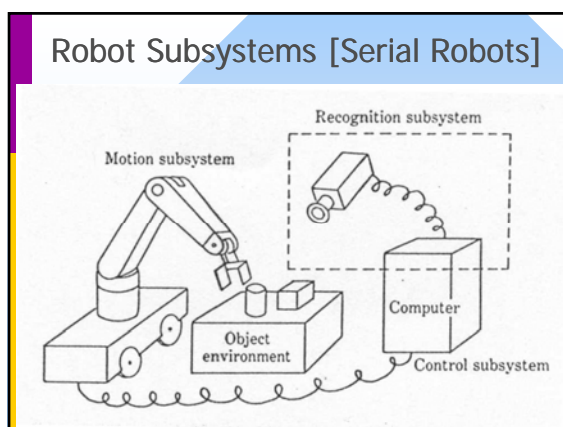 Robot Subsystems [Serial Robots]
Recognition subsystem
Motion subsystem
Computer
Object
environment
Control subsystem